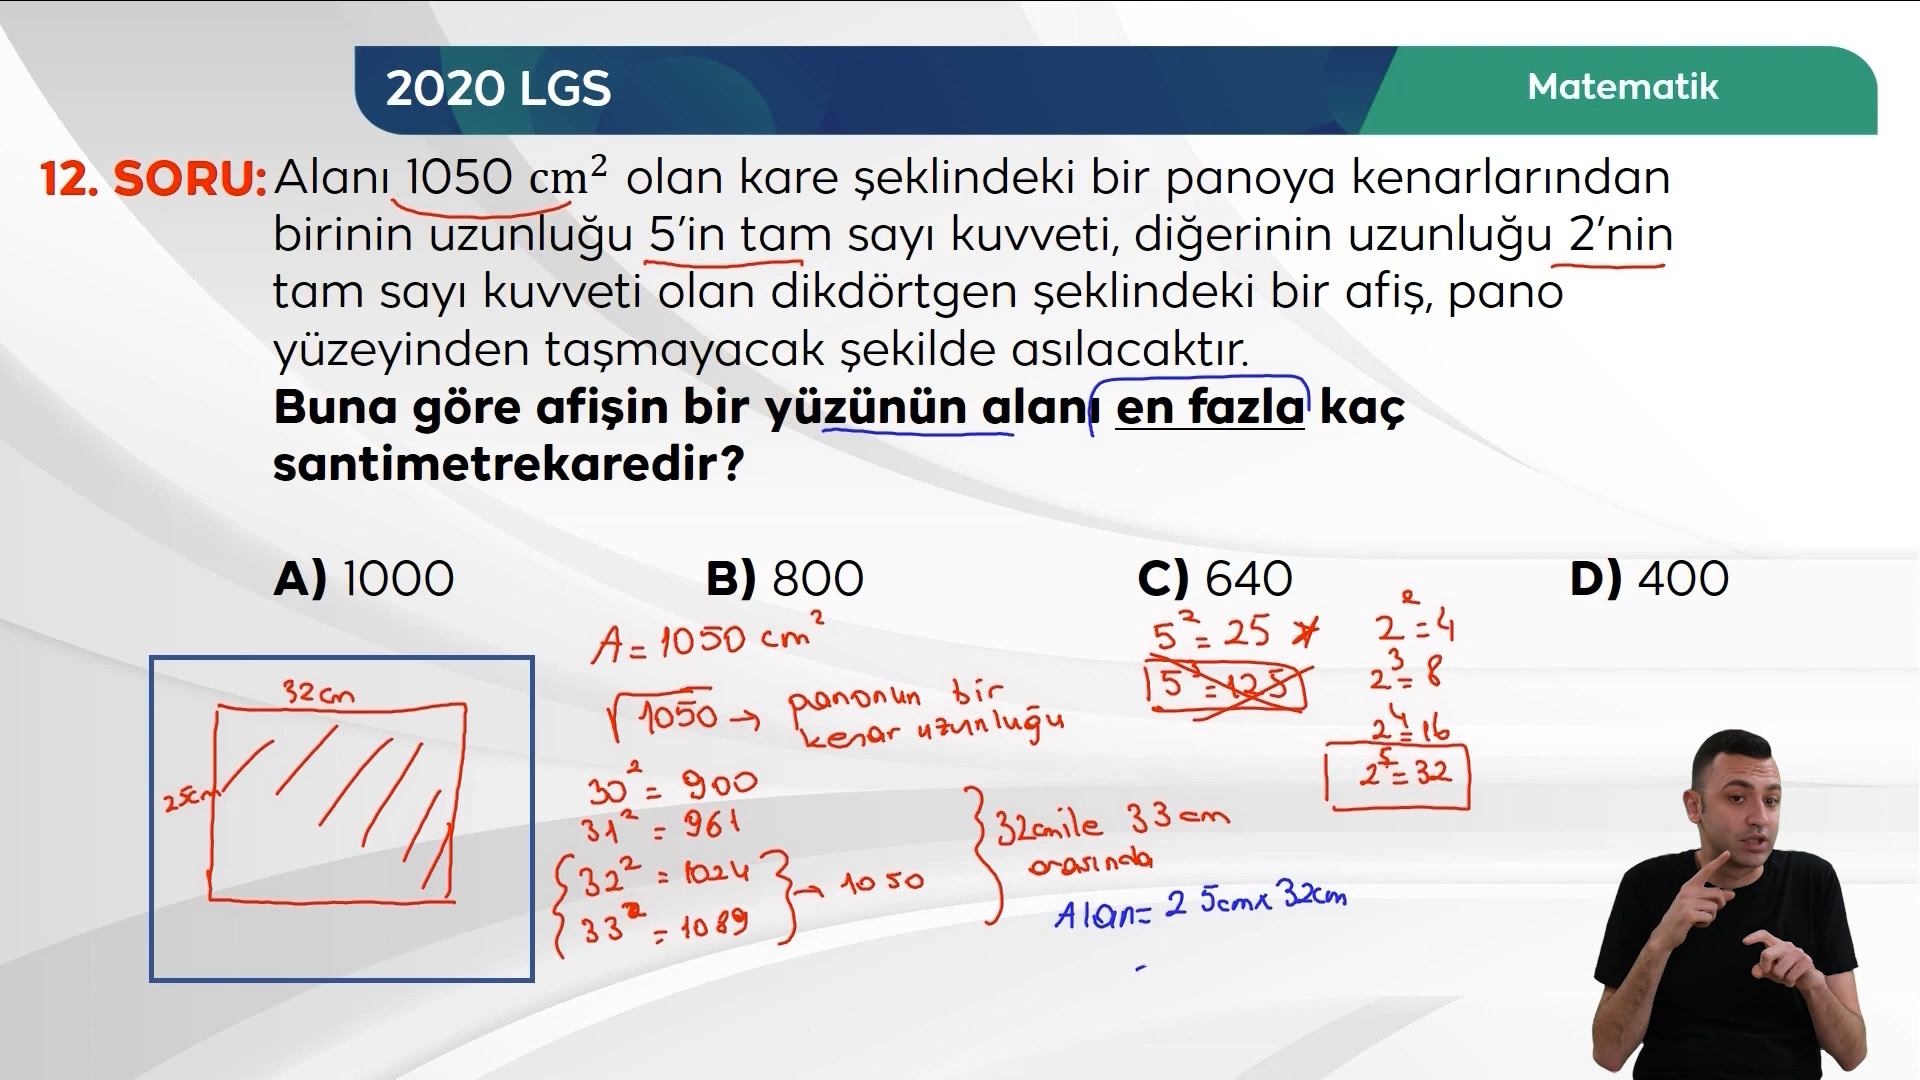 2020 LGS
Matematik
12. SORU: Alanı 1050 cm² olan kare şeklindeki bir panoya kenarlarından
birinin uzunluğu 5’in tam sayı kuvveti, diğerinin uzunluğu 2’nin
tam sayı kuvveti olan dikdörtgen şeklindeki bir afiş, pano
yüzeyinden taşmayacak şekilde asılacaktır.
Buna göre afişin bir yüzünün alanı en fazla kaç
santimetrekaredir?
A) 1000 B) 800 C) 640 D) 400
32cm
25cm
A = 1050 cm²
√1050 → panonun bir
kenar uzunluğu
30² = 900
31² = 961
32² = 1024
33² = 1089
→ 1050
32cm ile 33 cm
arasında
5² = 25
5³ = 125
2² = 4
2³ = 8
2⁴ = 16
2⁵ = 32
Alan = 25cm x 32cm